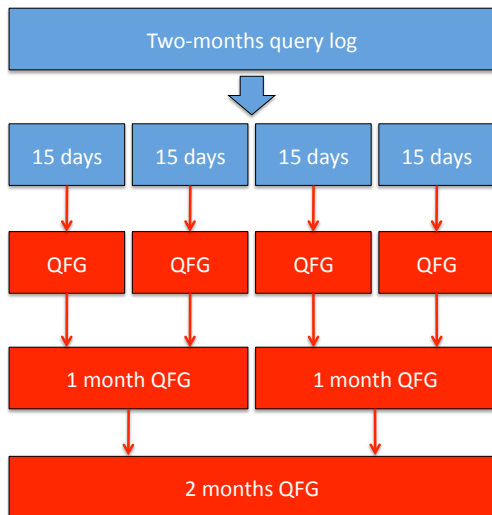 Two-months query log
15 days
15 days
15 days
15 days
QFG
QFG
QFG
QFG
1 month QFG
1 month QFG
2 months QFG